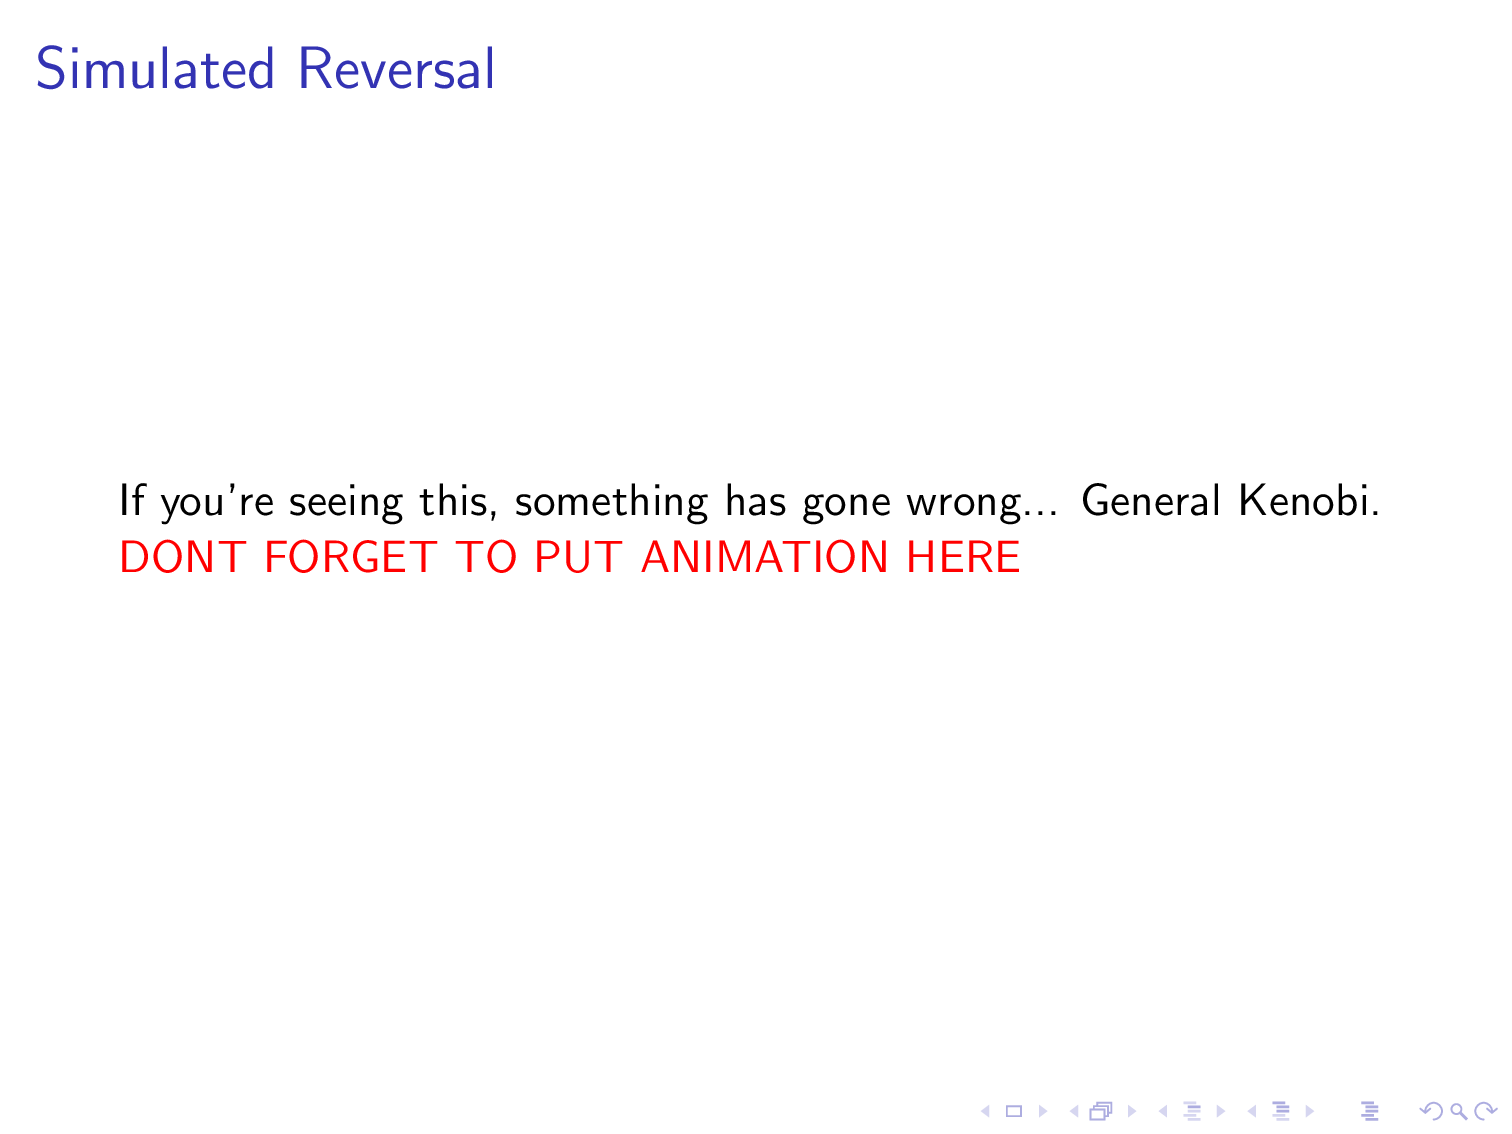 Simulated Reversal
If you're seeing this, something has gone wrong... General Kenobi.
DONT FORGET TO PUT ANIMATION HERE